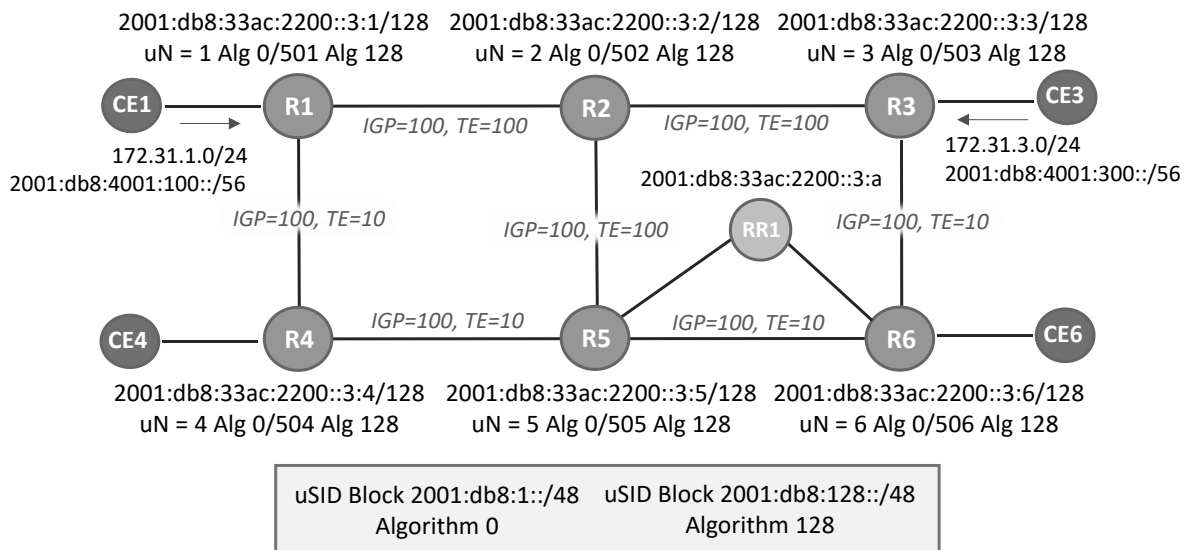 2001:db8:33ac:2200::3:1/128
uN = 1 Alg 0/501 Alg 128
2001:db8:33ac:2200::3:2/128
uN = 2 Alg 0/502 Alg 128
2001:db8:33ac:2200::3:3/128
uN = 3 Alg 0/503 Alg 128
CE1
R1
R2
R3
CE3
IGP=100, TE=100
IGP=100, TE=100
172.31.1.0/24
2001:db8:4001:100::/56
172.31.3.0/24
2001:db8:4001:300::/56
2001:db8:33ac:2200::3:a
IGP=100, TE=10
IGP=100, TE=100
RR1
IGP=100, TE=10
IGP=100, TE=10
IGP=100, TE=10
CE4
R4
R5
R6
CE6
2001:db8:33ac:2200::3:4/128
uN = 4 Alg 0/504 Alg 128
2001:db8:33ac:2200::3:5/128
uN = 5 Alg 0/505 Alg 128
2001:db8:33ac:2200::3:6/128
uN = 6 Alg 0/506 Alg 128
uSID Block 2001:db8:1::/48
Algorithm 0
uSID Block 2001:db8:128::/48
Algorithm 128